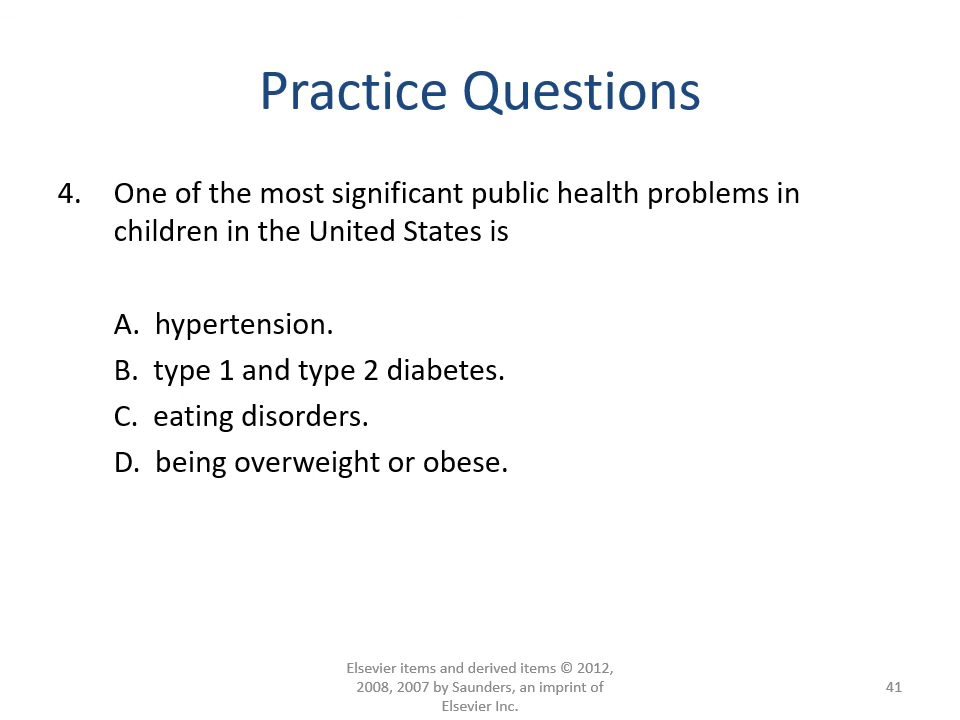 Practice Questions
4. One of the most significant public health problems in
children in the United States is
A. hypertension.
B. type 1 and type 2 diabetes.
C. eating disorders.
D. being overweight or obese.
Elsevier items and derived items © 2012,
2008, 2007 by Saunders, an imprint of
Elsevier Inc.
41